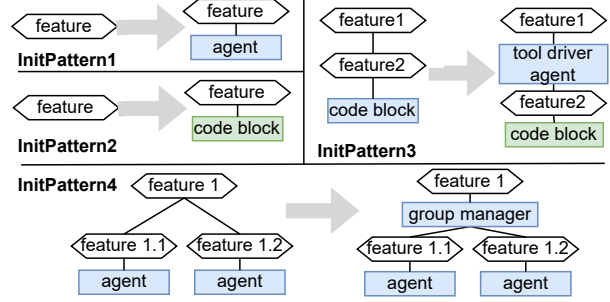 feature
feature
agent
InitPattern1
feature
feature
code block
InitPattern2
feature1
feature2
code block
feature1
tool driver
agent
feature2
code block
InitPattern3
InitPattern4
feature 1
feature 1.1
feature 1.2
agent
agent
feature 1
group manager
feature 1.1
feature 1.2
agent
agent